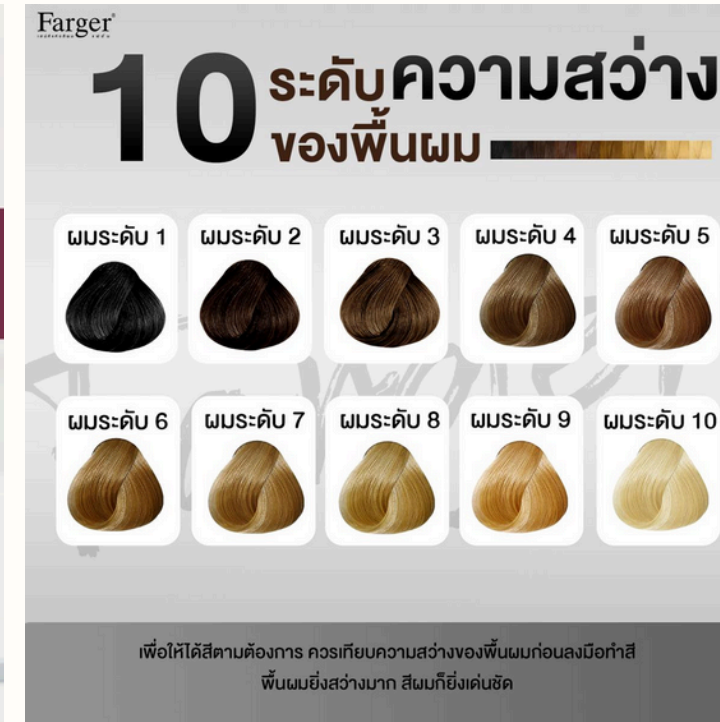 Farger®
10 ระดับความสว่าง
ของพื้นผม
ผมระดับ 1
ผมระดับ 2
ผมระดับ 3
ผมระดับ 4
ผมระดับ 5
ผมระดับ 6
ผมระดับ 7
ผมระดับ 8
ผมระดับ 9
ผมระดับ 10
เพื่อให้ได้สีตามต้องการ ควรเทียบความสว่างของพื้นผมก่อนลงมือทำสี
พื้นผมยิ่งสว่างมาก สีผมก็ยิ่งเด่นชัด